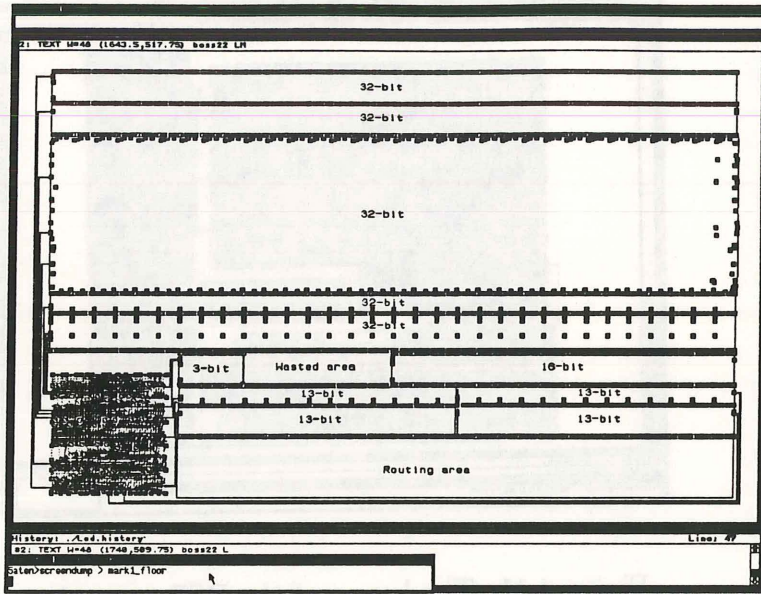 2: TEXT W=48 (1643.5,517.75) boss22 LM
32-bit
32-bit
32-bit
32-bit
32-bit
3-bit Wasted area 16-bit
13-bit 13-bit
13-bit 13-bit
Routing area
History: ./Led.history Line: 47
#2: TEXT W=48 (1740,509.75) boss22 L
Saten>screendump > mark1_floor